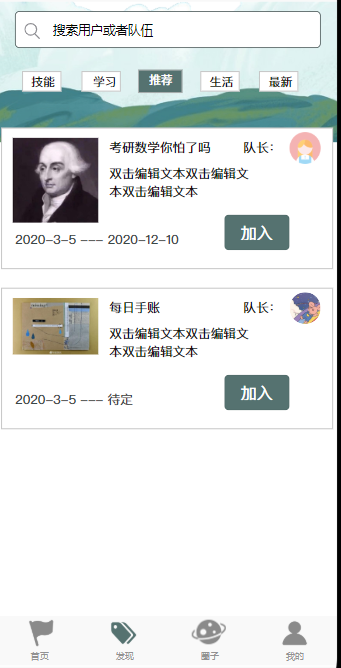 搜索用户或者队伍
技能 学习 推荐 生活 最新
考研数学你怕了吗 队长：
双击编辑文本双击编辑文
本双击编辑文本
2020-3-5 --- 2020-12-10 加入
每日手账 队长：
双击编辑文本双击编辑文
本双击编辑文本
2020-3-5 --- 待定 加入
首页 发现 圈子 我的